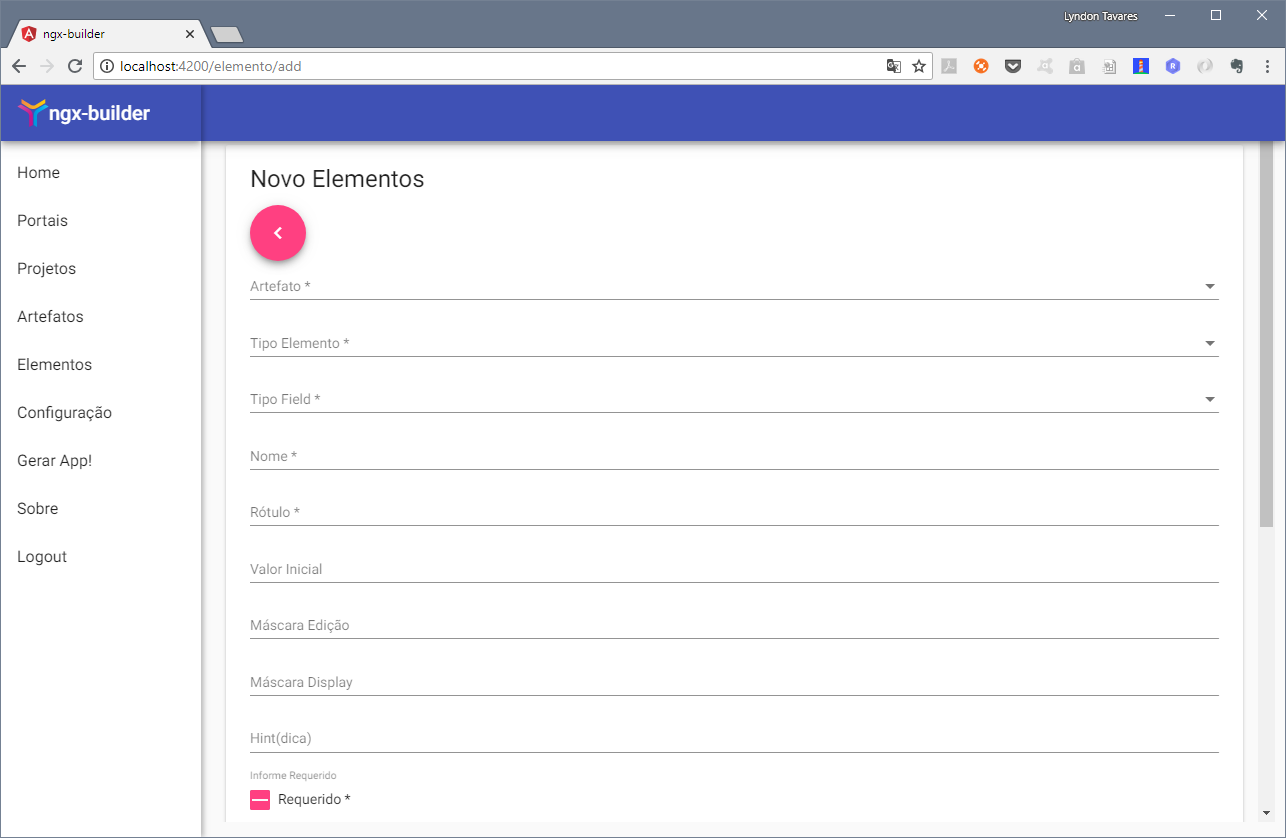 Lyndon Tavares
ngx-builder
localhost:4200/elemento/add
ngx-builder
Home
Portais
Projetos
Artefatos
Elementos
Configuração
Gerar App!
Sobre
Logout
Novo Elementos
Artefato *
Tipo Elemento *
Tipo Field *
Nome *
Rótulo *
Valor Inicial
Máscara Edição
Máscara Display
Hint(dica)
Informe Requerido
Requerido *